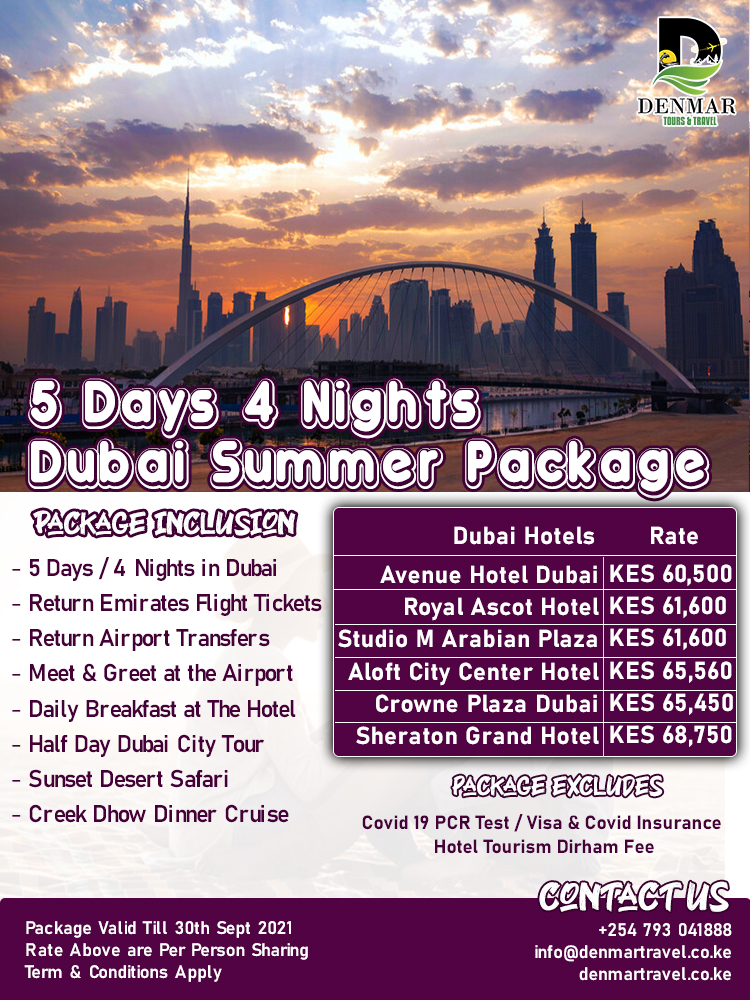 DENMAR
TOURS & TRAVEL
5 Days 4 Nights
Dubai Summer Package
PACKAGE INCLUSION
- 5 Days / 4 Nights in Dubai
- Return Emirates Flight Tickets
- Return Airport Transfers
- Meet & Greet at the Airport
- Daily Breakfast at The Hotel
- Half Day Dubai City Tour
- Sunset Desert Safari
- Creek Dhow Dinner Cruise
Dubai Hotels Rate
Avenue Hotel Dubai KES 60,500
Royal Ascot Hotel KES 61,600
Studio M Arabian Plaza KES 61,600
Aloft City Center Hotel KES 65,560
Crowne Plaza Dubai KES 65,450
Sheraton Grand Hotel KES 68,750
PACKAGE EXCLUDES
Covid 19 PCR Test / Visa & Covid Insurance
Hotel Tourism Dirham Fee
Package Valid Till 30th Sept 2021
Rate Above are Per Person Sharing
Term & Conditions Apply
CONTACT US
+254 793 041888
info@denmartravel.co.ke
denmartravel.co.ke